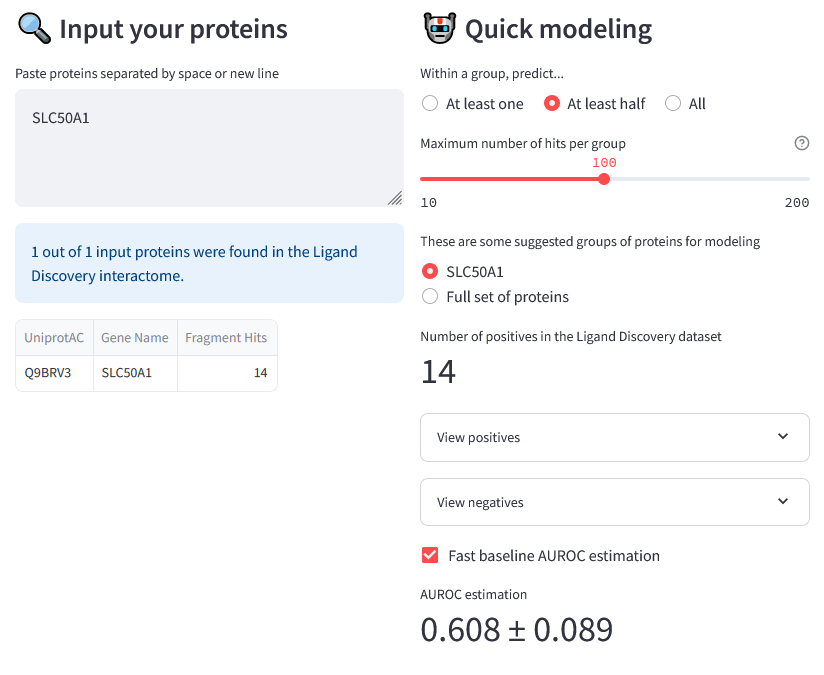 Input your proteins
Paste proteins separated by space or new line
SLC50A1
1 out of 1 input proteins were found in the Ligand
Discovery interactome.
UniprotAC Gene Name Fragment Hits
Q9BRV3 SLC50A1 14
Quick modeling
Within a group, predict...
At least one At least half All
Maximum number of hits per group
100
10 200
These are some suggested groups of proteins for modeling
SLC50A1
Full set of proteins
Number of positives in the Ligand Discovery dataset
14
View positives
View negatives
Fast baseline AUROC estimation
AUROC estimation
0.608 ± 0.089